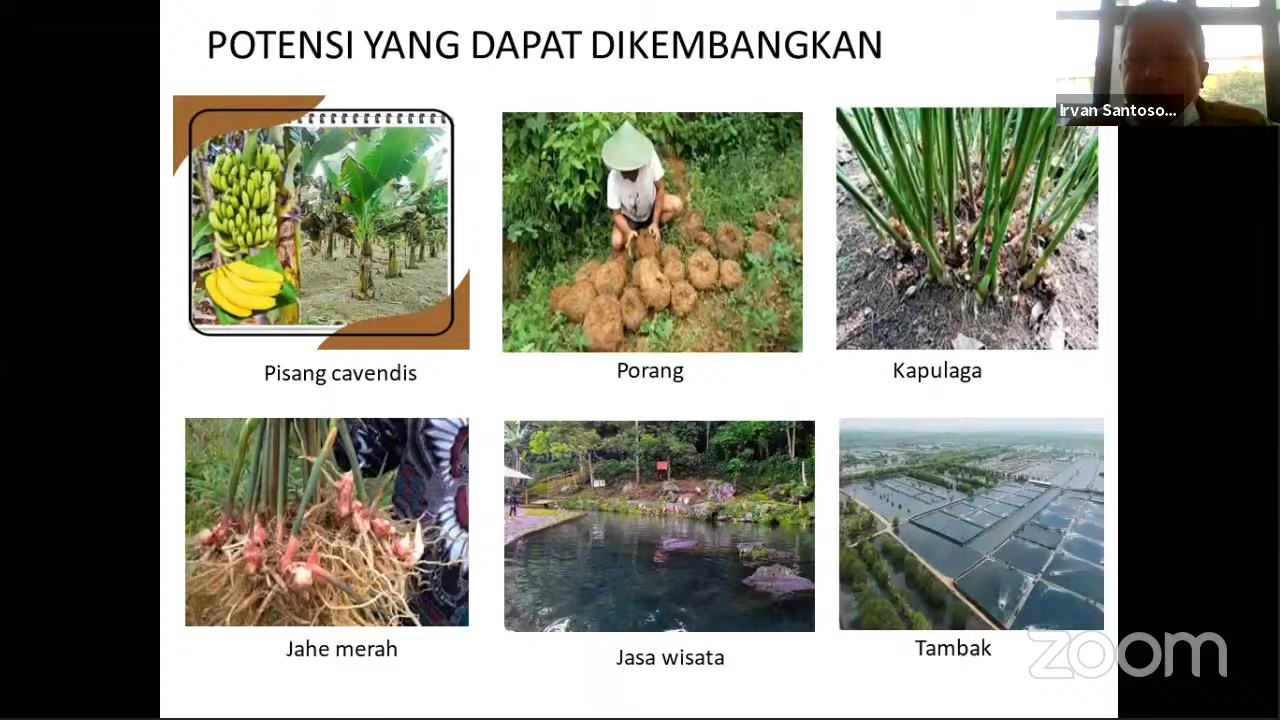 POTENSI YANG DAPAT DIKEMBANGKAN
Irvan Santoso...
Pisang cavendis
Porang
Kapulaga
Jahe merah
Jasa wisata
Tambak
zoom